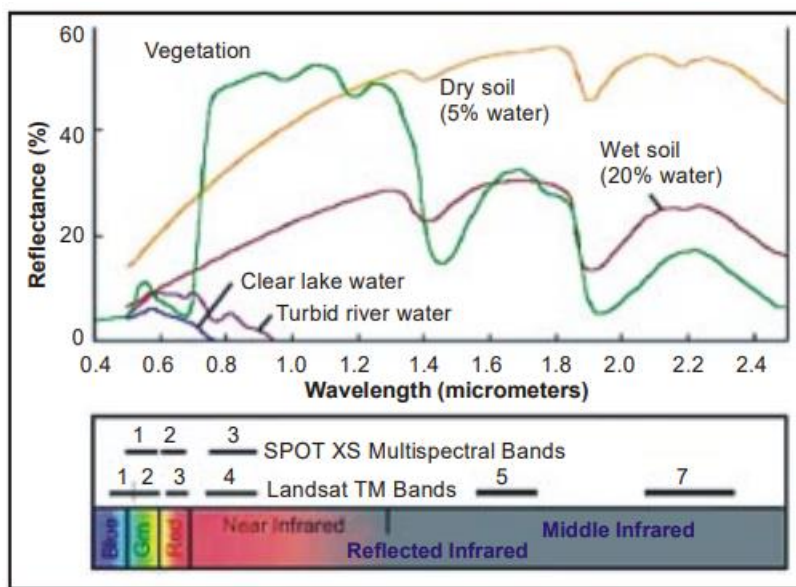 60
Vegetation
Dry soil
(5% water)
40
Wet soil
(20% water)
Reflectance (%)
20
Clear lake water
Turbid river water
0
0.4 0.6 0.8 1.0 1.2 1.4 1.6 1.8 2.0 2.2 2.4
Wavelength (micrometers)
1 2 3 SPOT XS Multispectral Bands
1 2 3 4 Landsat TM Bands 5 7
Blue Grn Red Near Infrared Middle Infrared
Reflected Infrared